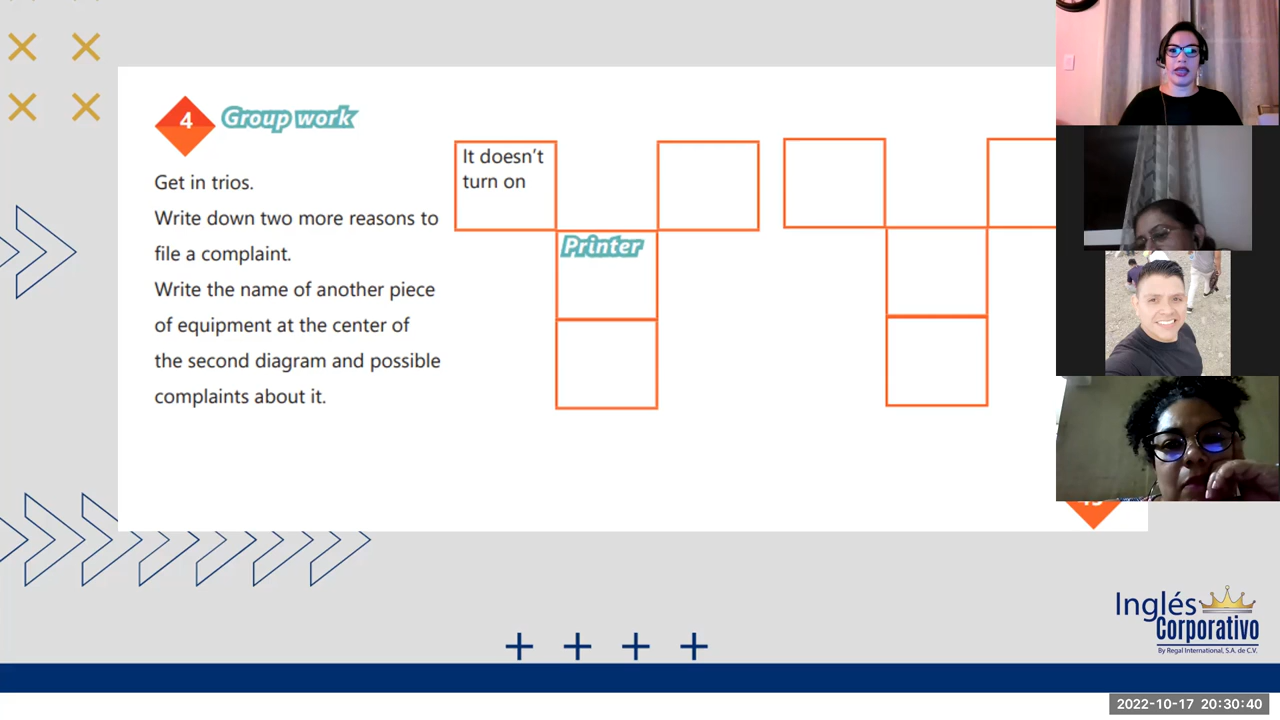 4
Group work
Get in trios.
Write down two more reasons to
file a complaint.
Write the name of another piece
of equipment at the center of
the second diagram and possible
complaints about it.
It doesn't
turn on
Printer
Inglés
Corporativo
By Regal International, S.A. de C.V.
2022-10-17 20:30:40